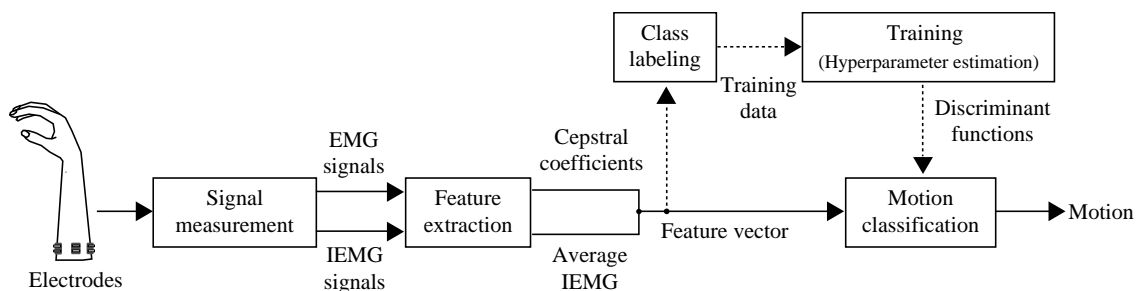 Class
labeling
Training
data
Training
(Hyperparameter estimation)
Discriminant
functions
Electrodes
Signal
measurement
EMG
signals
IEMG
signals
Feature
extraction
Cepstral
coefficients
Average
IEMG
Feature vector
Motion
classification
Motion